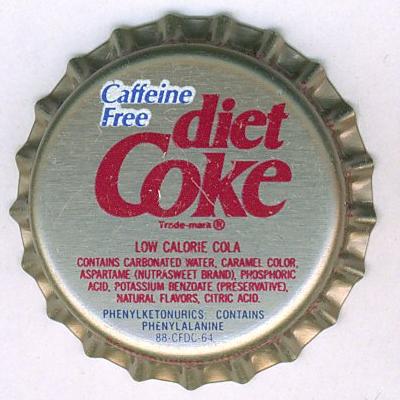 Caffeine
Free
diet
Coke
Trade-mark ®
LOW CALORIE COLA
CONTAINS CARBONATED WATER, CARAMEL COLOR,
ASPARTAME (NUTRASWEET BRAND), PHOSPHORIC
ACID, POTASSIUM BENZOATE (PRESERVATIVE),
NATURAL FLAVORS, CITRIC ACID.
PHENYLKETONURICS: CONTAINS
PHENYLALANINE
88-CFDC-64